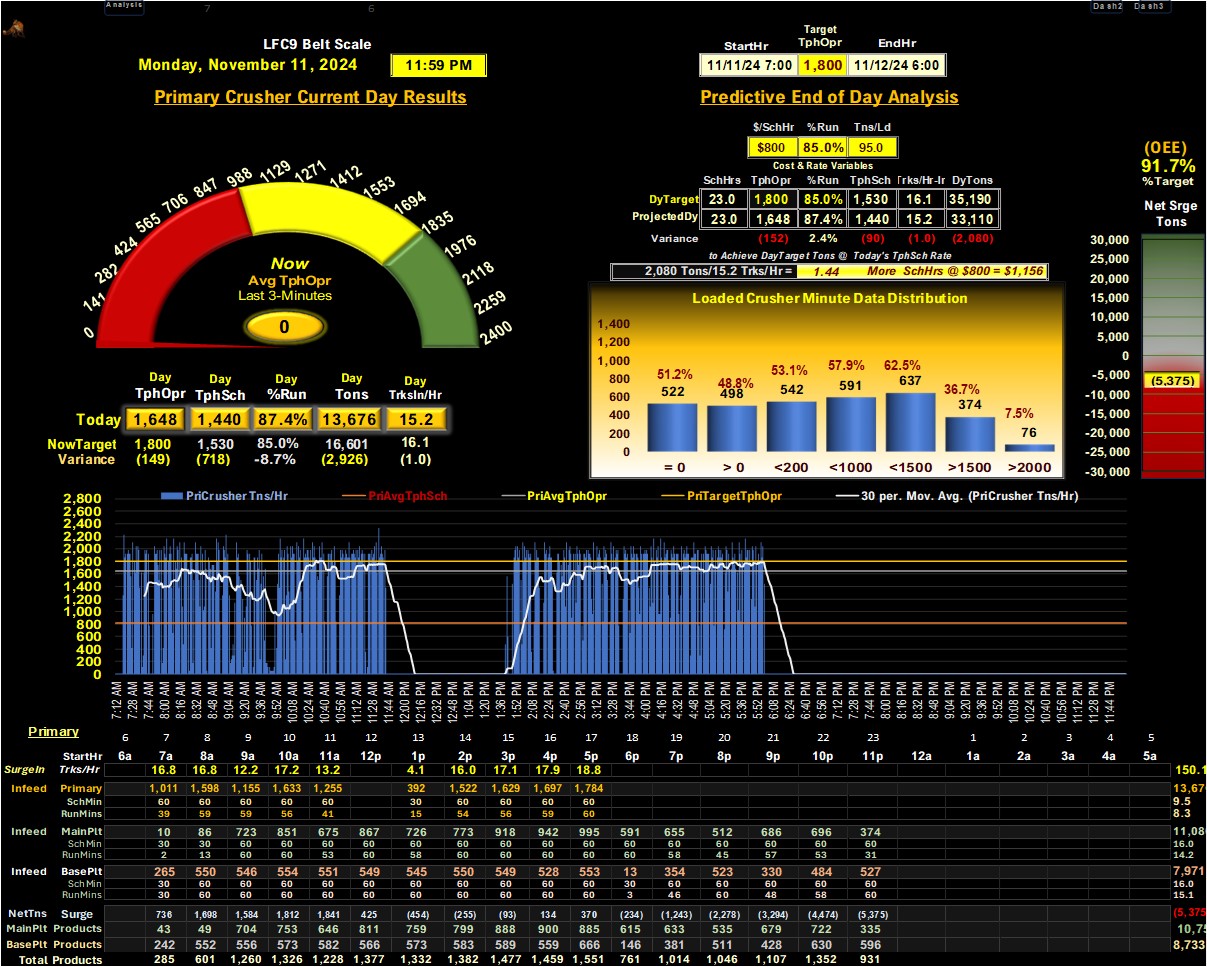 Analysis
7 6
Dash2 Dash3
LFC9 Belt Scale
Monday, November 11, 2024 11:59 PM
Primary Crusher Current Day Results
StartHr Target TphOpr EndHr
11/11/24 7:00 1,800 11/12/24 6:00
Predictive End of Day Analysis
$/SchHr %Run Tns/Ld
$800 85.0% 95.0
Cost & Rate Variables
SchHrs TphOpr %Run TphSch Trks/Hr-Ir DyTons
DyTarget 23.0 1,800 85.0% 1,530 16.1 35,190
ProjectedDy 23.0 1,648 87.4% 1,440 15.2 33,110
Variance (152) 2.4% (90) (1.0) (2,080)
to Achieve DayTarget Tons @ Today's TphSch Rate
2,080 Tons/15.2 Trks/Hr = 1.44 More SchHrs @ $800 = $1,156
(OEE)
91.7%
%Target
Net Srge
Tons
30,000
25,000
20,000
15,000
10,000
5,000
0
-5,000
(5,375)
-10,000
-15,000
-20,000
-25,000
-30,000
0 141 282 424 565 706 847 988 1129 1271 1412 1553 1694 1835 1976 2118 2259 2400
Now
Avg TphOpr
Last 3-Minutes
0
Day Day Day Day Day
TphOpr TphSch %Run Tons TrksIn/Hr
Today 1,648 1,440 87.4% 13,676 15.2
NowTarget 1,800 1,530 85.0% 16,601 16.1
Variance (149) (718) -8.7% (2,926) (1.0)
Loaded Crusher Minute Data Distribution
1,400
1,200
1,000
800
600
400
200
0
51.2% 48.8% 53.1% 57.9% 62.5% 36.7% 7.5%
522 498 542 591 637 374 76
= 0 > 0 <200 <1000 <1500 >1500 >2000
PriCrusher Tns/Hr PriAvgTphSch PriAvgTphOpr PriTargetTphOpr 30 per. Mov. Avg. (PriCrusher Tns/Hr)
2,800
2,600
2,400
2,200
2,000
1,800
1,600
1,400
1,200
1,000
800
600
400
200
0
7:12 AM 7:28 AM 7:44 AM 8:00 AM 8:16 AM 8:32 AM 8:48 AM 9:04 AM 9:20 AM 9:36 AM 9:52 AM 10:08 AM 10:24 AM 10:40 AM 10:56 AM 11:12 AM 11:28 AM 11:44 AM 12:00 PM 12:16 PM 12:32 PM 12:48 PM 1:04 PM 1:20 PM 1:36 PM 1:52 PM 2:08 PM 2:24 PM 2:40 PM 2:56 PM 3:12 PM 3:28 PM 3:44 PM 4:00 PM 4:16 PM 4:32 PM 4:48 PM 5:04 PM 5:20 PM 5:36 PM 5:52 PM 6:08 PM 6:24 PM 6:40 PM 6:56 PM 7:12 PM 7:28 PM 7:44 PM 8:00 PM 8:16 PM 8:32 PM 8:48 PM 9:04 PM 9:20 PM 9:36 PM 9:52 PM 10:08 PM 10:24 PM 10:40 PM 10:56 PM 11:12 PM 11:28 PM 11:44 PM
Primary 6 7 8 9 10 11 12 13 14 15 16 17 18 19 20 21 22 23 1 2 3 4 5
StartHr 6a 7a 8a 9a 10a 11a 12p 1p 2p 3p 4p 5p 6p 7p 8p 9p 10p 11p 12a 1a 2a 3a 4a 5a
SurgeIn Trks/Hr 16.8 16.8 12.2 17.2 13.2 4.1 16.0 17.1 17.9 18.8 150.1
Infeed Primary 1,011 1,598 1,155 1,633 1,255 392 1,522 1,629 1,697 1,784 13,67
SchMin 60 60 60 60 60 30 60 60 60 60 9.5
RunMins 39 59 59 56 41 15 54 56 59 60 8.3
Infeed MainPlt 10 86 723 851 675 867 726 773 918 942 995 591 655 512 686 696 374 11,08
SchMin 30 30 60 60 60 60 60 60 60 60 60 60 60 60 60 60 60 16.0
RunMins 2 13 60 60 53 60 58 60 60 60 60 60 58 45 57 53 31 14.2
Infeed BasePlt 265 550 546 554 551 549 545 550 549 528 553 13 354 523 330 484 527 7,971
SchMin 30 60 60 60 60 60 60 60 60 60 60 30 60 60 60 60 60 16.0
RunMins 30 60 60 60 60 60 60 60 60 60 60 3 46 60 48 58 60 15.1
NetTns Surge 736 1,698 1,584 1,812 1,841 425 (454) (255) (93) 134 370 (234) (1,243) (2,278) (3,294) (4,474) (5,375) (5,375
MainPlt Products 43 49 704 753 646 811 759 799 888 900 885 615 633 535 679 722 335 10,75
BasePlt Products 242 552 556 573 582 566 573 583 589 559 666 146 381 511 428 630 596 8,733
Total Products 285 601 1,260 1,326 1,228 1,377 1,332 1,382 1,477 1,459 1,551 761 1,014 1,046 1,107 1,352 931